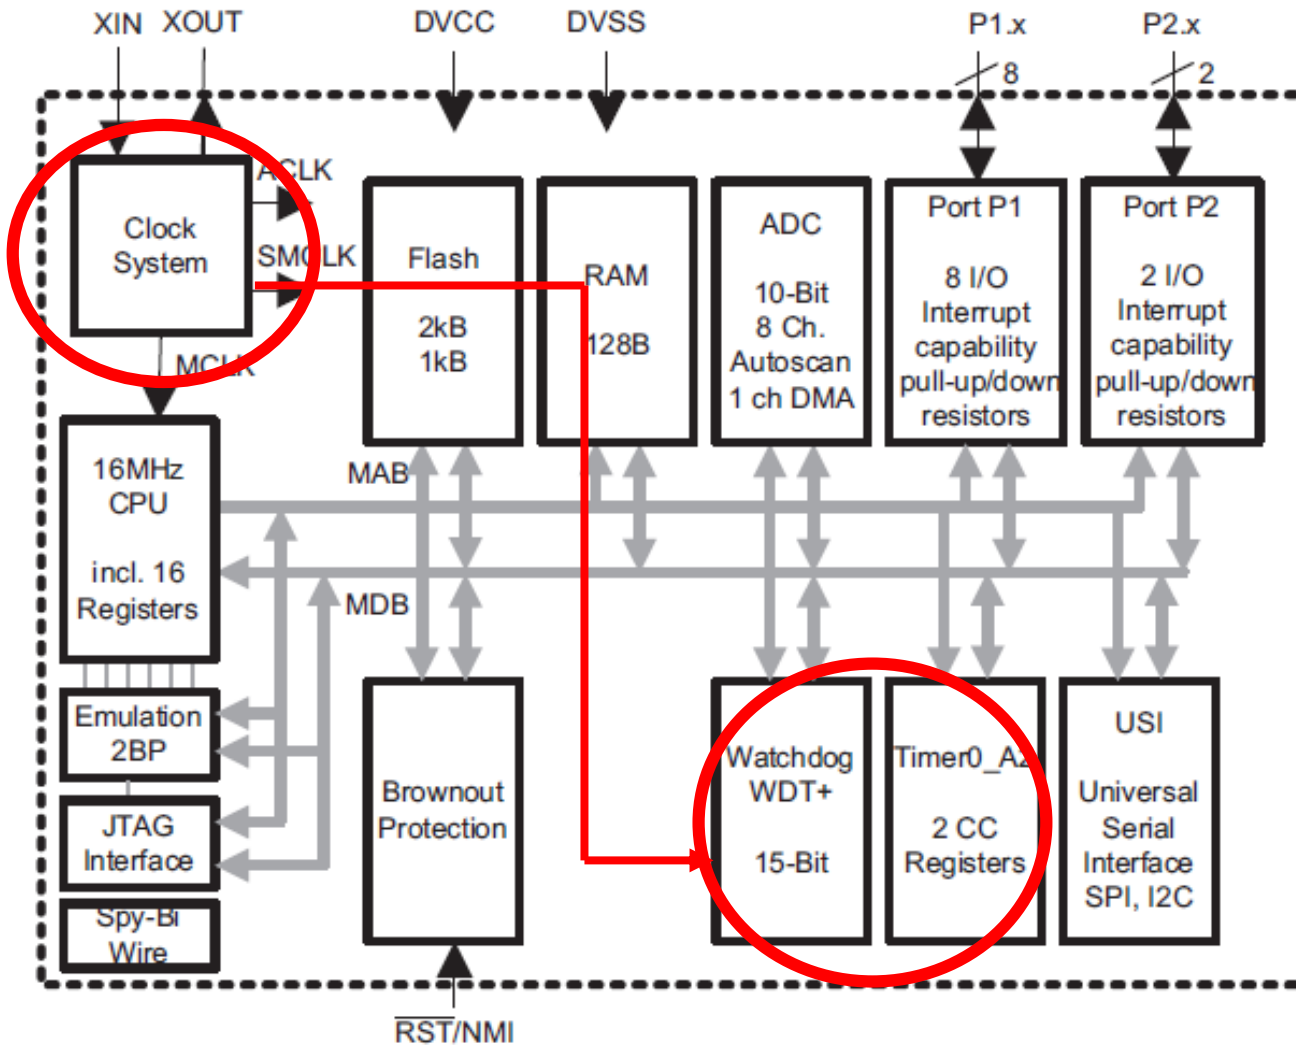 XIN XOUT DVCC DVSS P1.x P2.x
8 2
ACLK
SMCLK
MCLK
Clock
System
Flash
2kB
1kB
RAM
128B
ADC
10-Bit
8 Ch.
Autoscan
1 ch DMA
Port P1
8 I/O
Interrupt
capability
pull-up/down
resistors
Port P2
2 I/O
Interrupt
capability
pull-up/down
resistors
16MHz
CPU
incl. 16
Registers
MAB
MDB
Emulation
2BP
JTAG
Interface
Spy-Bi
Wire
Brownout
Protection
Watchdog
WDT+
15-Bit
Timer0_A2
2 CC
Registers
USI
Universal
Serial
Interface
SPI, I2C
RST/NMI